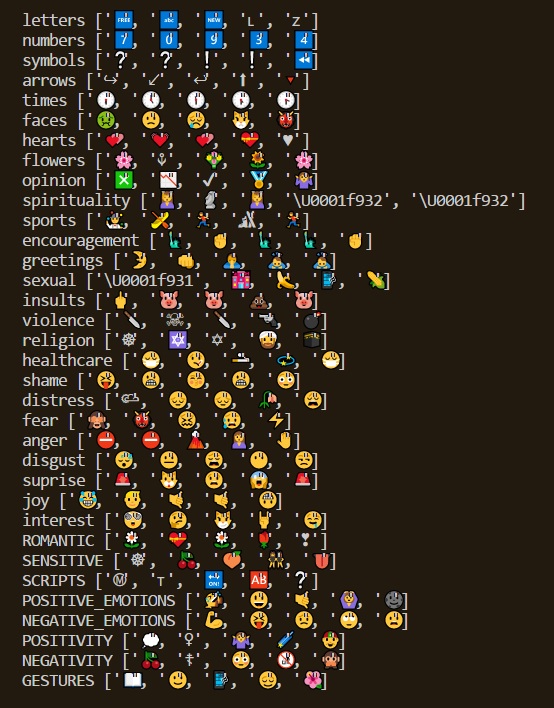 letters ['🆓', '🔤', '🆕', 'ʟ', 'ᴢ']
numbers ['7️⃣', '0️⃣', '9️⃣', '3️⃣', '4️⃣']
symbols ['❔', '❔', '❕', '❕', '⏪']
arrows ['↪', '↙', '↩', '⬆', '🔻']
times ['🕕', '🕔', '🕖', '🕟', '🕞']
faces ['🤢', '🙁', '😥', '😼', '👹']
hearts ['💕', '❤', '💕', '💝', '♥']
flowers ['🌸', '⚘', '💐', '🌻', '🌸']
opinion ['❎', '📉', '✓', '🏅', '🤷']
spirituality ['💆', '🗿', '💆', '\U0001f932', '\U0001f932']
sports ['🤼', '🏏', '🏃', '⛷', '🏃']
encouragement ['🗽', '☝', '🗽', '🗽', '☝']
greetings ['🌛', '👊', '🫂', '🙇', '🙇']
sexual ['\U0001f931', '🏩', '🍌', '📲', '🌽']
insults ['🖕', '🐷', '🐷', '💩', '🐷']
violence ['🔪', '☠', '🔪', '🔫', '💣']
religion ['☸', '🔯', '✡', '👳', '🕋']
healthcare ['😷', '🤒', '🚬', '💫', '😷']
shame ['😝', '😬', '😳', '😬', '😳']
distress ['🤕', '😔', '😔', '🥀', '😩']
fear ['🙉', '👹', '😖', '😰', '⚡']
anger ['⛔', '⛔', '🌋', '🙎', '🤚']
disgust ['😴', '😐', '😩', '😶', '😒']
suprise ['🚨', '😼', '😧', '😱', '🚨']
joy ['😹', '🤣', '🤙', '🤙', '🤣']
interest ['😲', '🤔', '😼', '🤘', '🤤']
ROMANTIC ['🌹', '💝', '🌹', '🌹', '❣']
SENSITIVE ['☸', '🍒', '🍑', '👯', '👅']
SCRIPTS ['Ⓦ', 'ᴛ', '🔛', '🆎', '❔']
POSITIVE_EMOTIONS ['💃', '😃', '🤙', '🙆', '🌚']
NEGATIVE_EMOTIONS ['💪', '😝', '🙁', '🙄', '😕']
POSITIVITY ['💭', '♀', '🤷', '☄', '🤠']
NEGATIVITY ['🍒', '☦', '😳', '🚯', '🙉']
GESTURES ['📖', '🙂', '📲', '😏', '🌺']